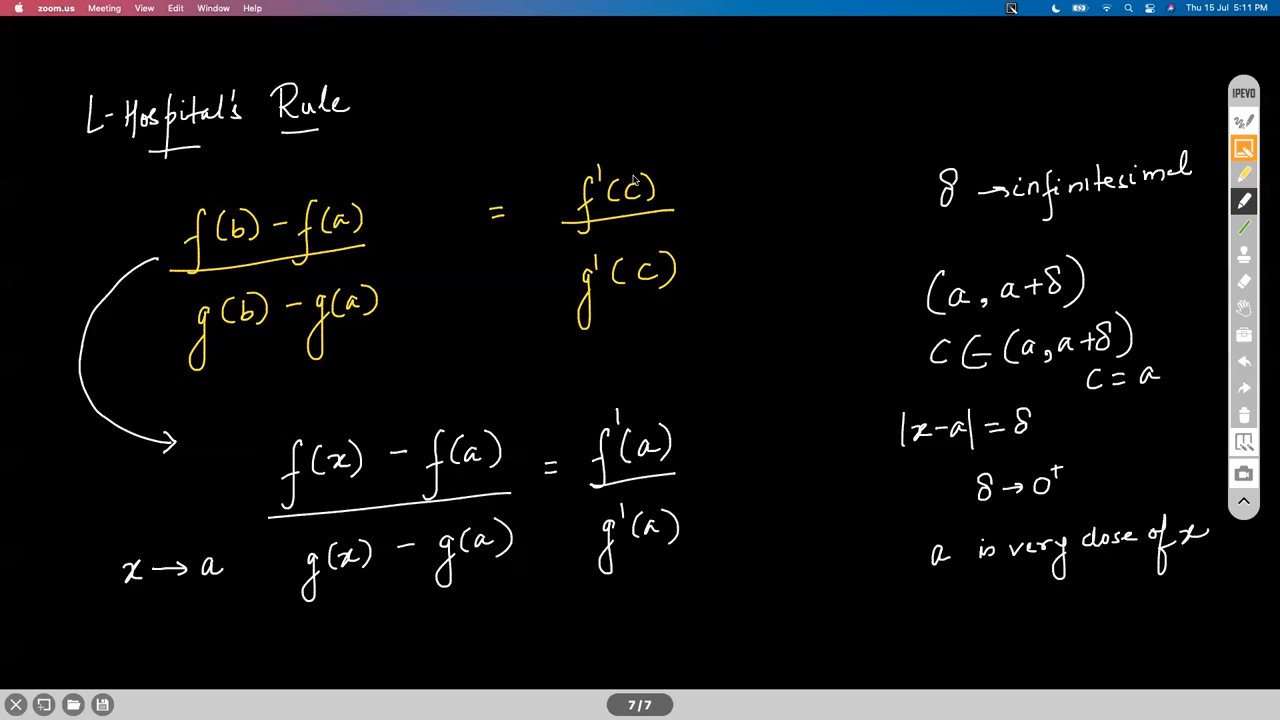 zoom.us Meeting View Edit Window Help Thu 15 Jul 5:11 PM
L-Hospital's Rule
f(b) - f(a) / g(b) - g(a) = f'(c) / g'(c)
f(x) - f(a) / g(x) - g(a) = f'(a) / g'(a)
x → a
δ → infinitesimal
(a, a+δ)
c ∈ (a, a+δ)
c = a
|x-a| = δ
δ → 0⁺
a is very close of x
IPEVO
7/7